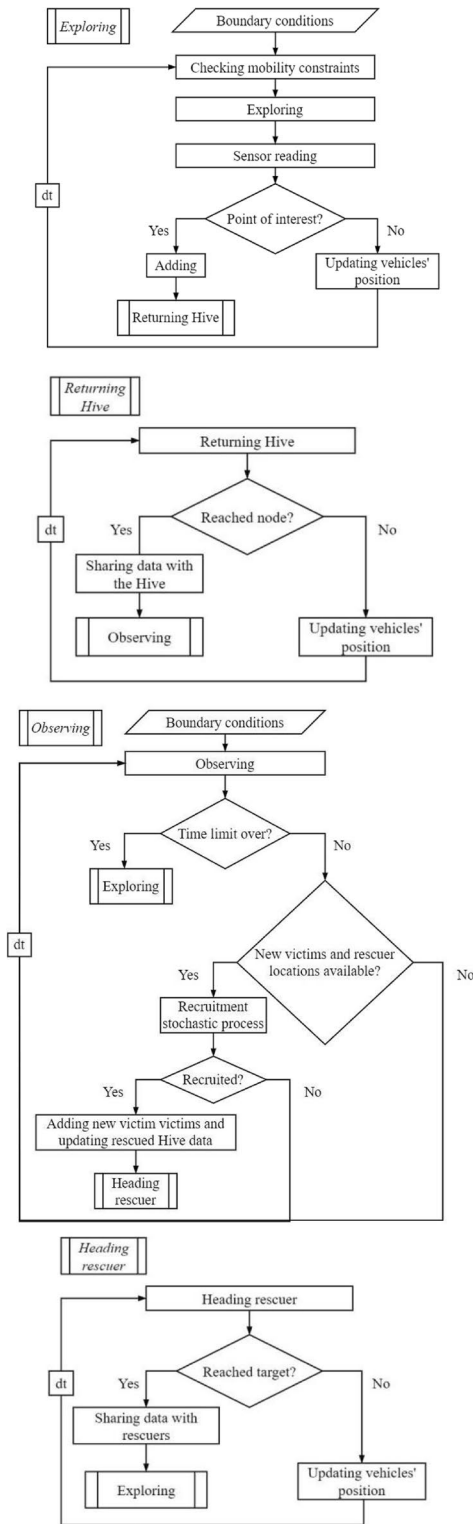 Exploring
Boundary conditions
Checking mobility constraints
Exploring
Sensor reading
dt
Point of interest?
Yes
No
Adding
Updating vehicles'
position
Returning Hive
Returning
Hive
Returning Hive
dt
Reached node?
Yes
No
Sharing data with
the Hive
Observing
Updating vehicles'
position
Observing
Boundary conditions
Observing
Time limit over?
Yes
No
Exploring
dt
New victims and rescuer
locations available?
Yes
No
Recruitment
stochastic process
Recruited?
Yes
No
Adding new victim victims and
updating rescued Hive data
Heading
rescuer
Heading
rescuer
Heading rescuer
dt
Reached target?
Yes
No
Sharing data with
rescuers
Exploring
Updating vehicles'
position